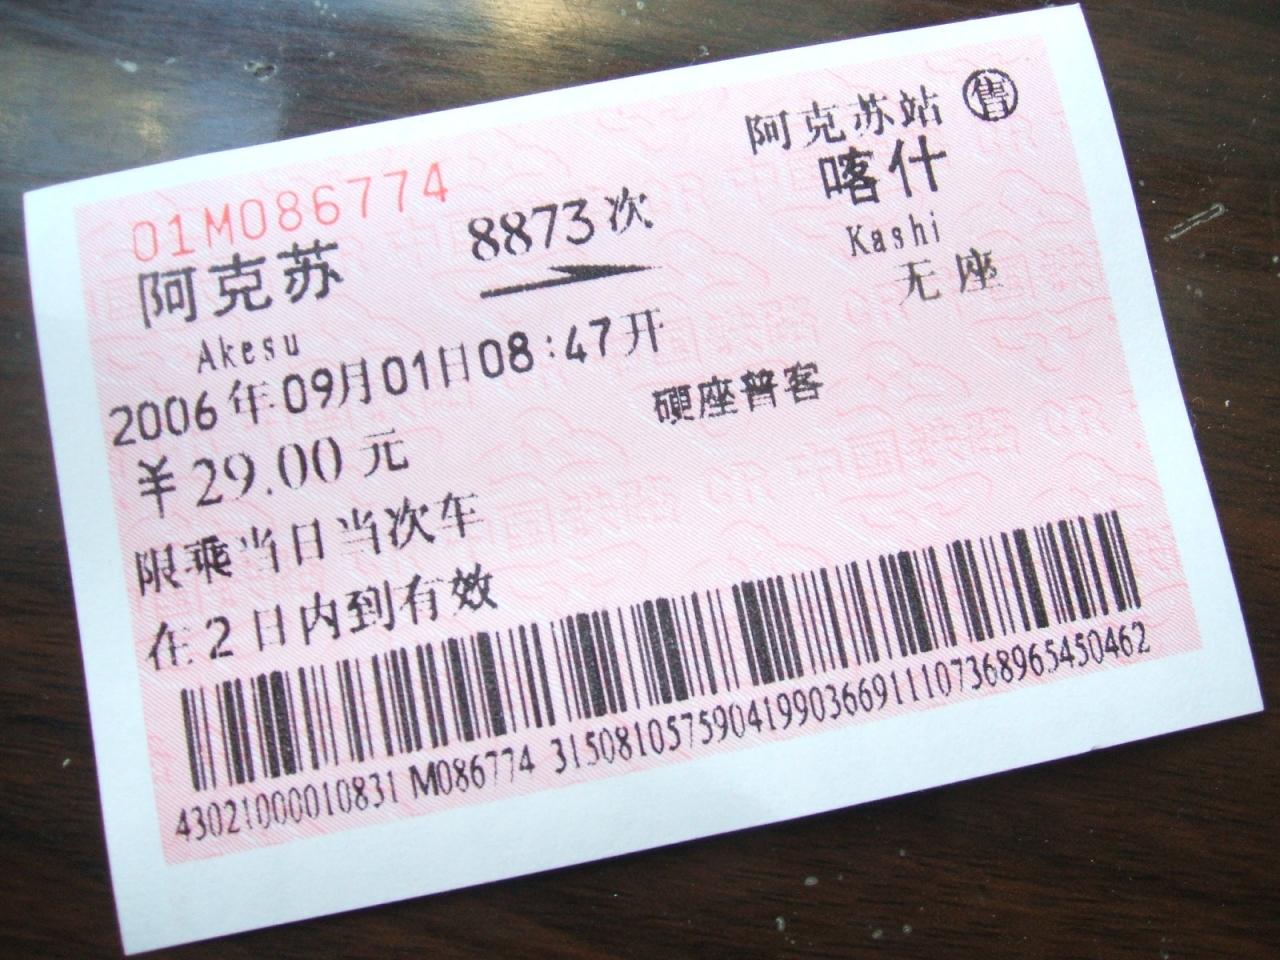 阿克苏站 售
01M086774
阿克苏 8873次 喀什
Akesu Kashi
2006年09月01日08:47开 无座
¥29.00元 硬座普客
限乘当日当次车
在2日内到有效
43021000010831 M086774 31508105759041990366911107368965450462